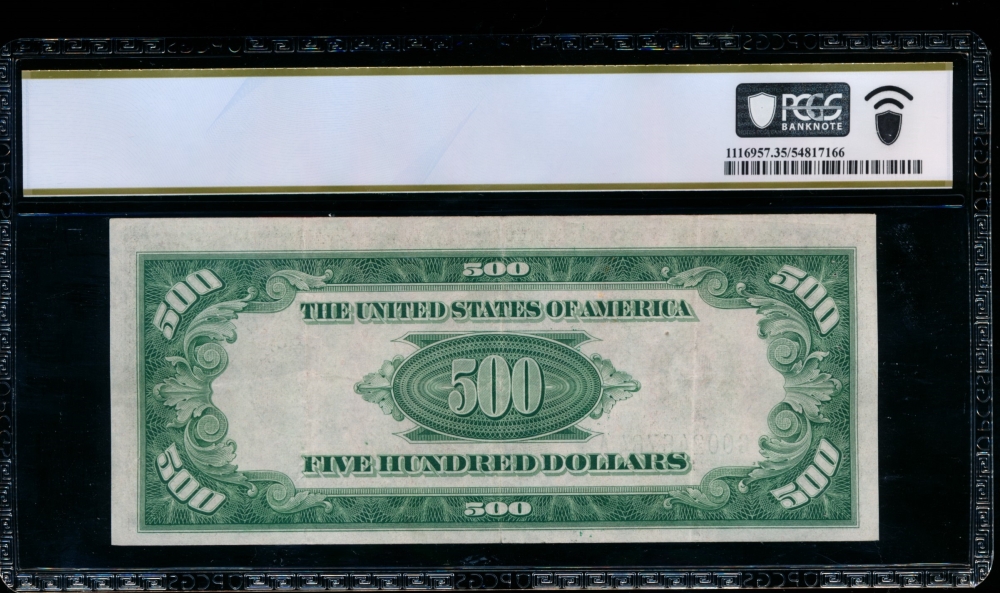 PCGS
BANKNOTE
1116957.35/54817166
500
500 500
THE UNITED STATES OF AMERICA
500
FIVE HUNDRED DOLLARS
500 500
500